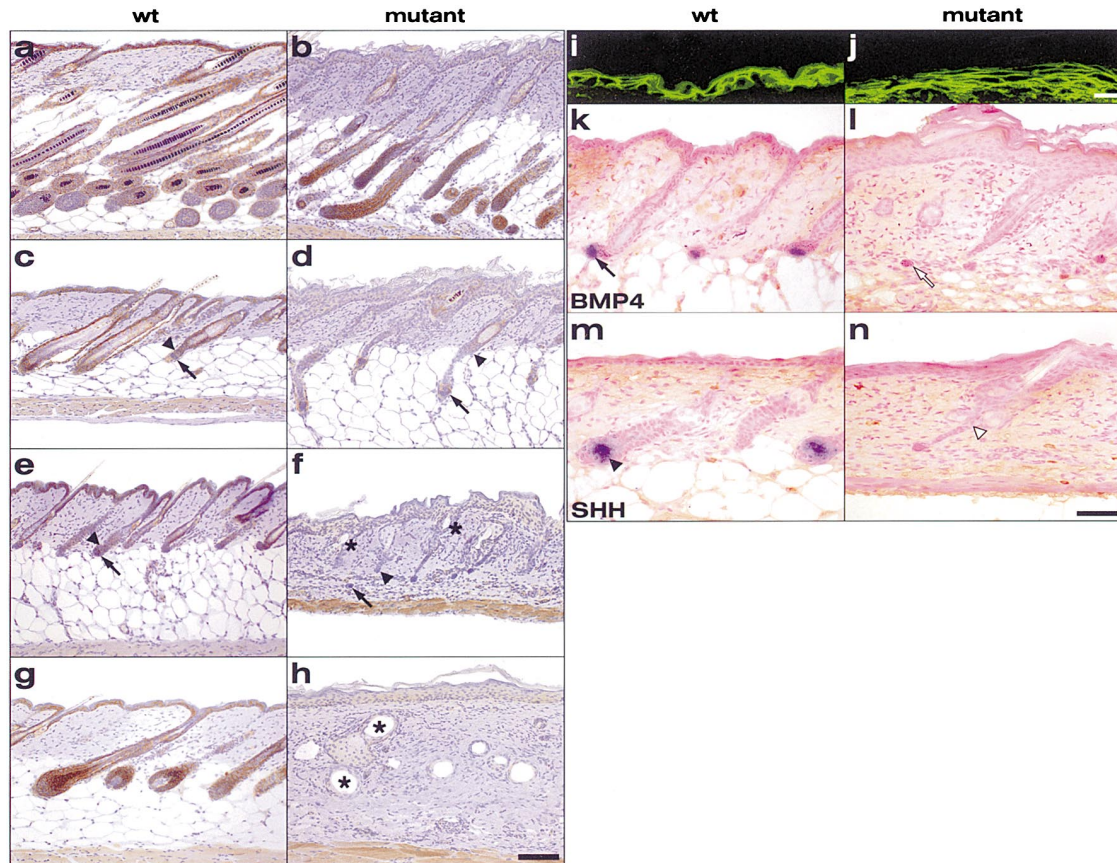 wt mutant wt mutant
a b i j
k l
BMP4
c d m n
SHH
e f
* *
g h
*
*